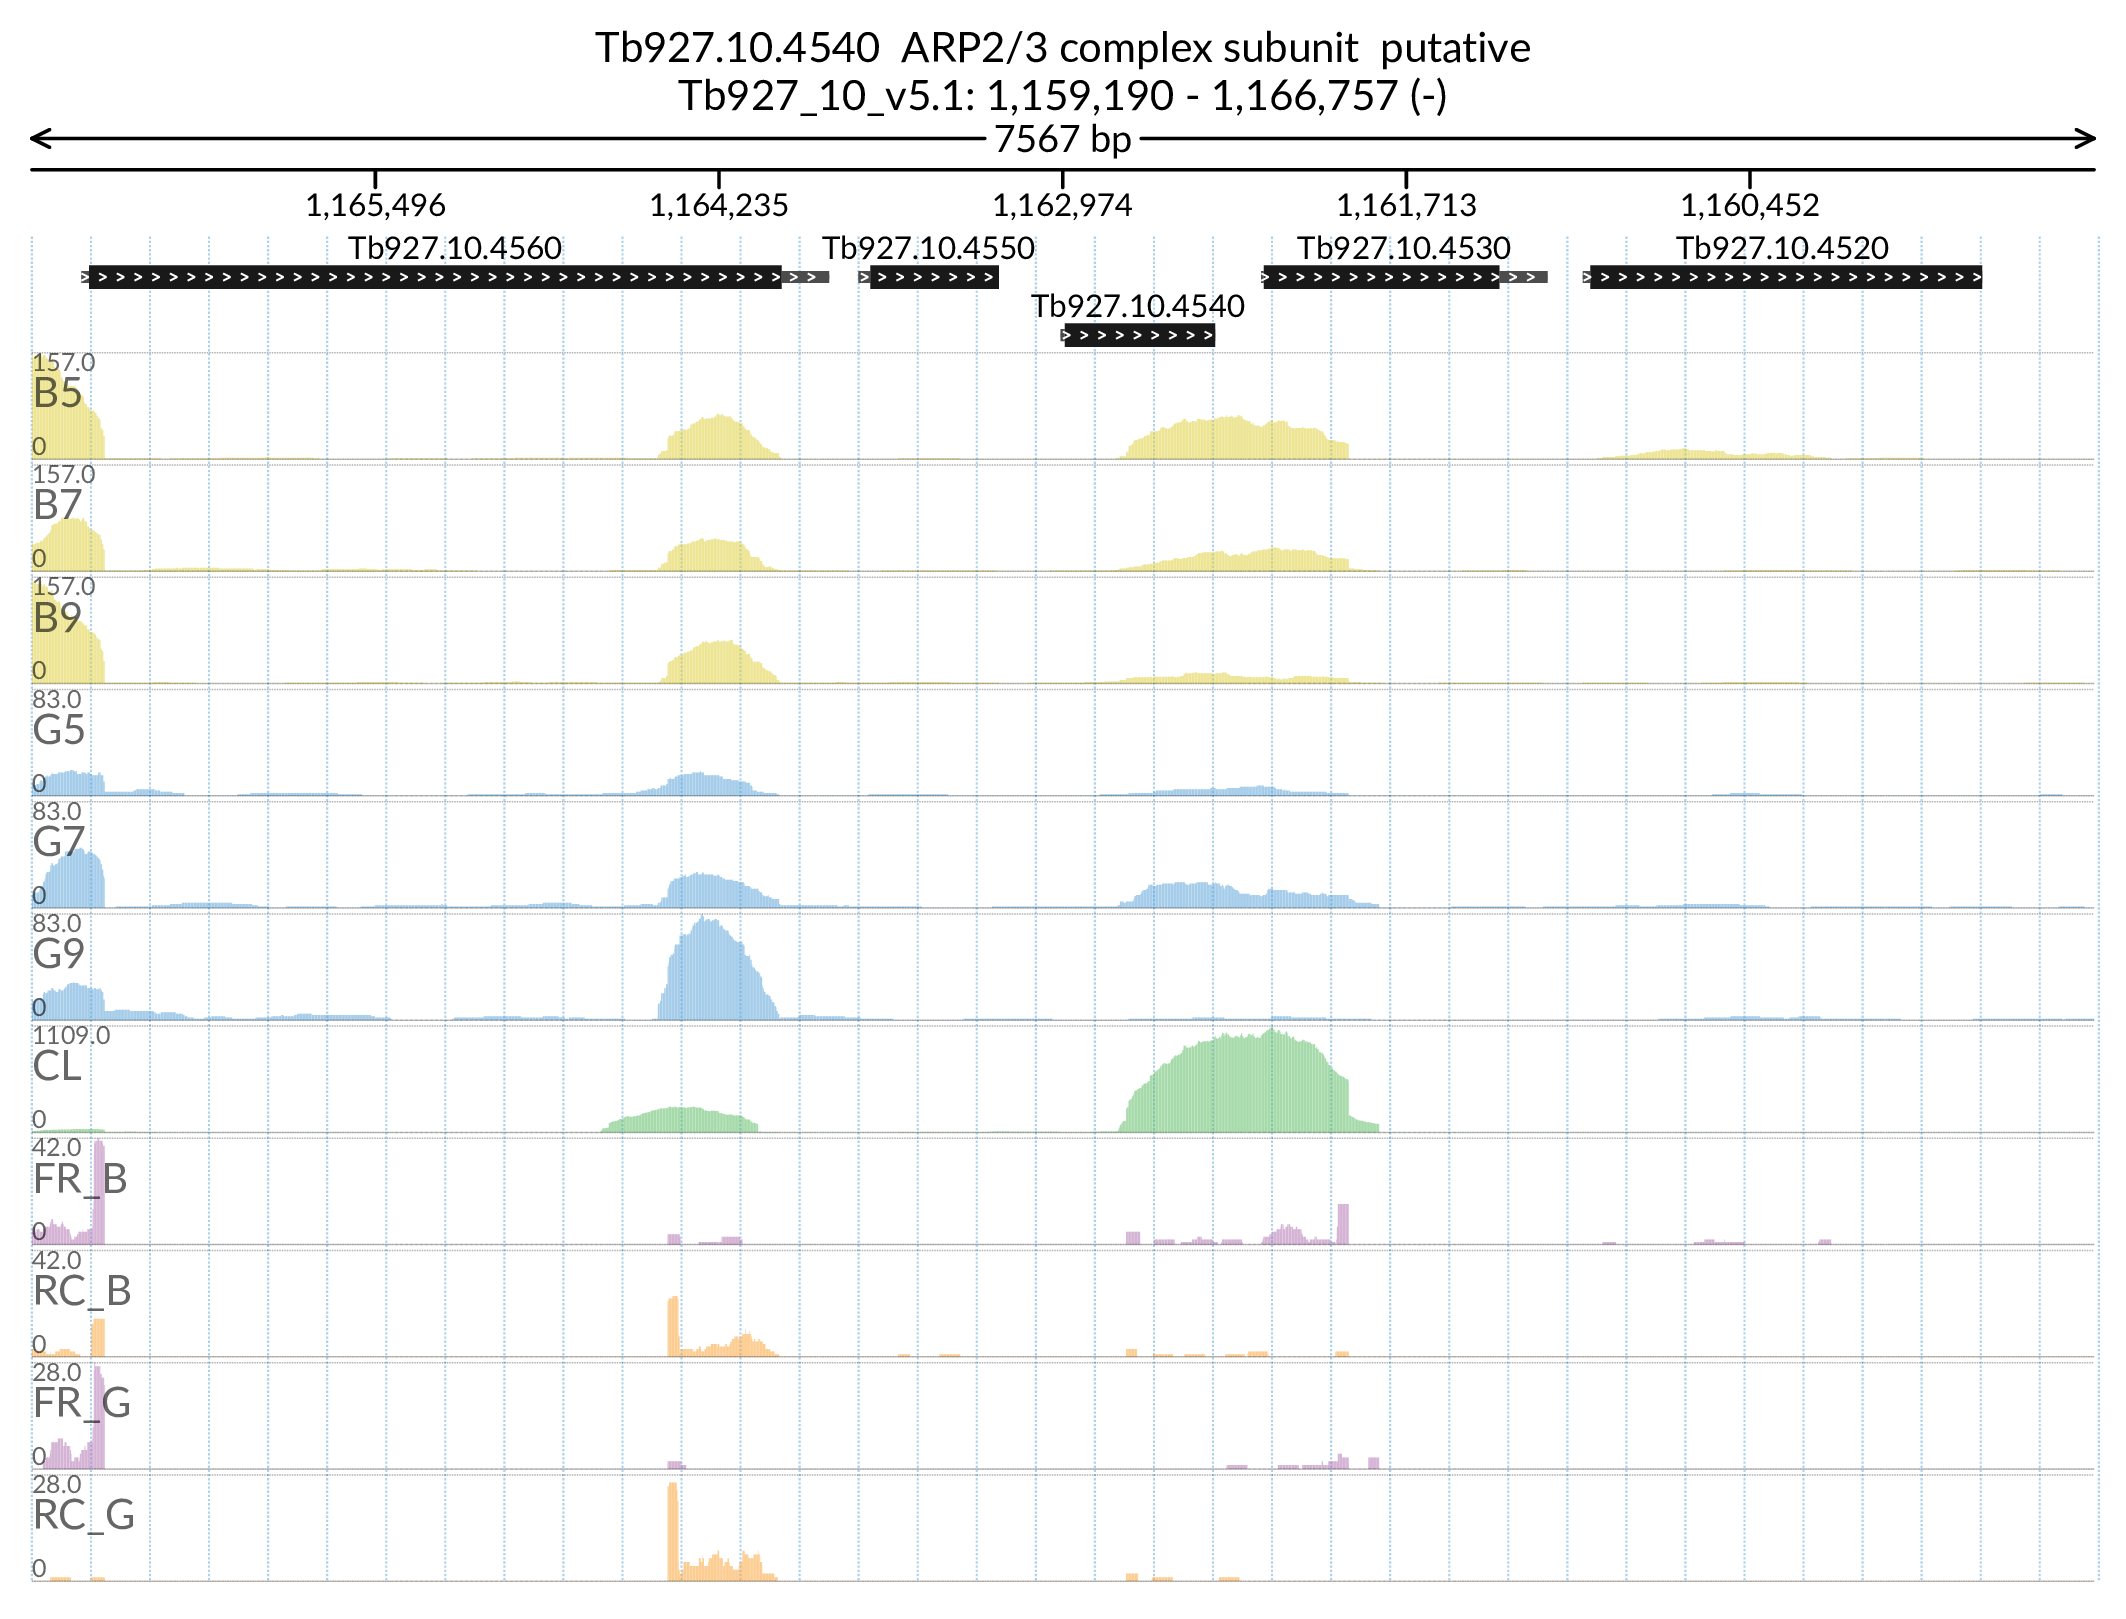 Tb927.10.4540 ARP2/3 complex subunit putative
Tb927_10_v5.1: 1,159,190 - 1,166,757 (-)
7567 bp
1,165,496 1,164,235 1,162,974 1,161,713 1,160,452
Tb927.10.4560 Tb927.10.4550 Tb927.10.4530 Tb927.10.4520
Tb927.10.4540
157.0
B5
0
157.0
B7
0
157.0
B9
0
83.0
G5
0
83.0
G7
0
83.0
G9
0
1109.0
CL
0
42.0
FR_B
0
42.0
RC_B
0
28.0
FR_G
0
28.0
RC_G
0